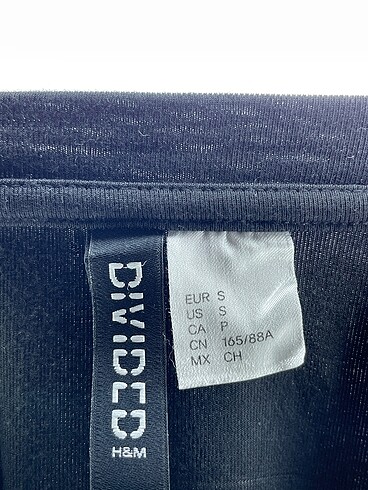 DIVIDED
H&M
EUR S
US S
CA P
CN 165/88A
MX CH